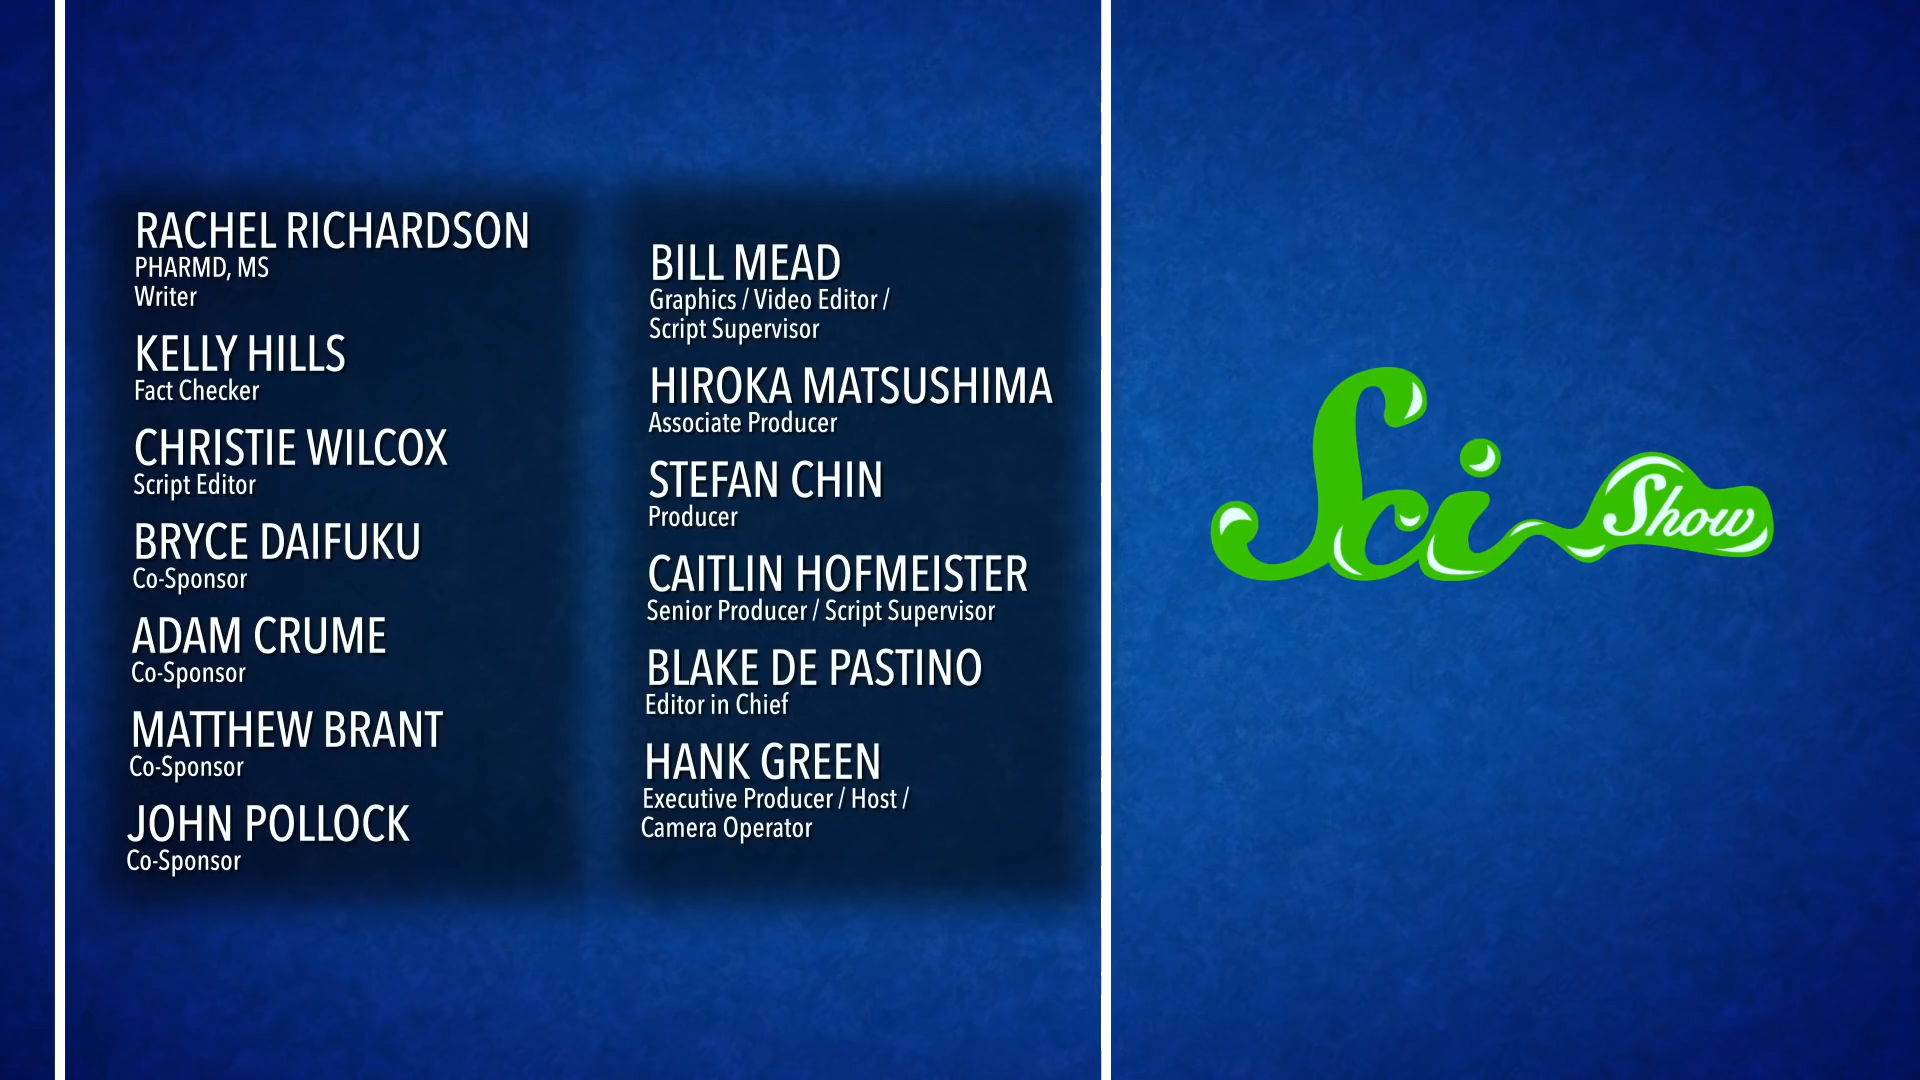 RACHEL RICHARDSON
PHARMD, MS
Writer
KELLY HILLS
Fact Checker
CHRISTIE WILCOX
Script Editor
BRYCE DAIFUKU
Co-Sponsor
ADAM CRUME
Co-Sponsor
MATTHEW BRANT
Co-Sponsor
JOHN POLLOCK
Co-Sponsor
BILL MEAD
Graphics / Video Editor /
Script Supervisor
HIROKA MATSUSHIMA
Associate Producer
STEFAN CHIN
Producer
CAITLIN HOFMEISTER
Senior Producer / Script Supervisor
BLAKE DE PASTINO
Editor in Chief
HANK GREEN
Executive Producer / Host /
Camera Operator
Sci Show